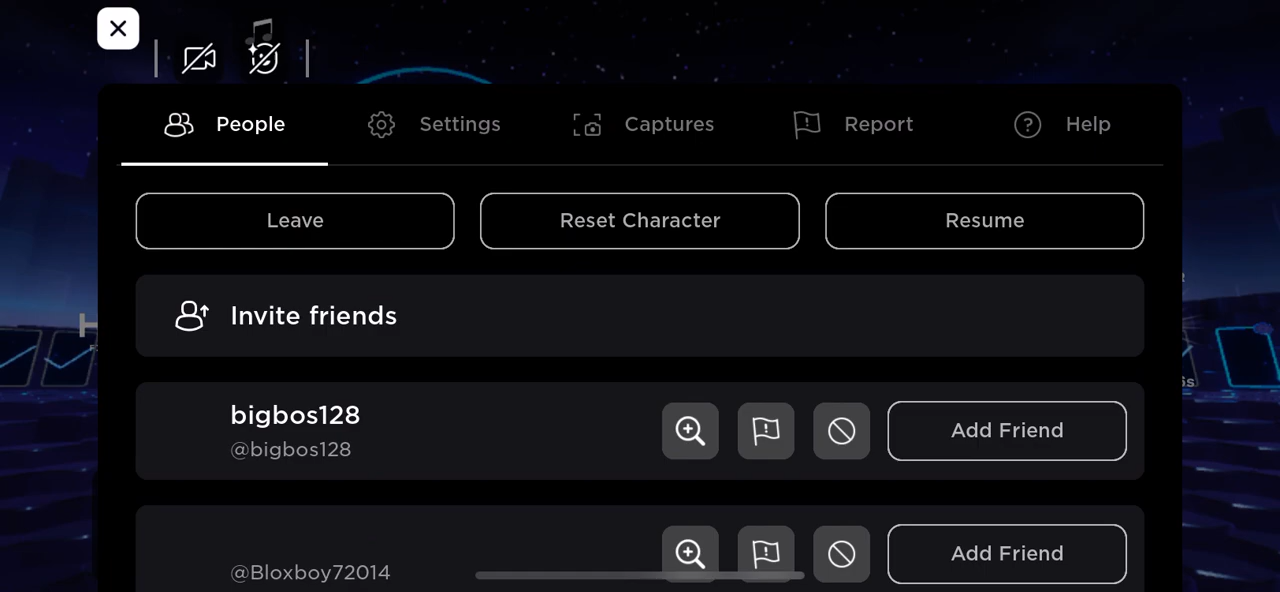 People
Settings
Captures
Report
Help
Leave
Reset Character
Resume
Invite friends
bigbos128
@bigbos128
Add Friend
@Bloxboy72014
Add Friend